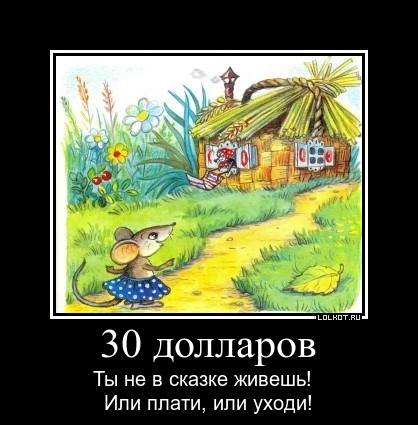 LOLKOT.RU
30 долларов
Ты не в сказке живешь!
Или плати, или уходи!